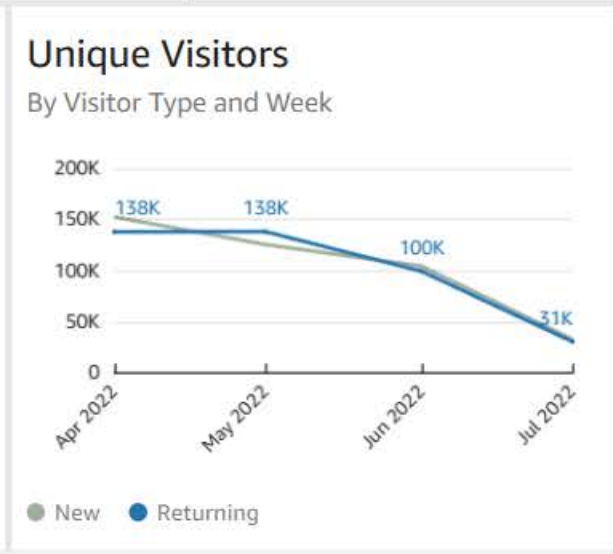 Unique Visitors
By Visitor Type and Week
200K
150K
100K
50K
0
138K
138K
100K
31K
Apr 2022
May 2022
Jun 2022
Jul 2022
New
Returning